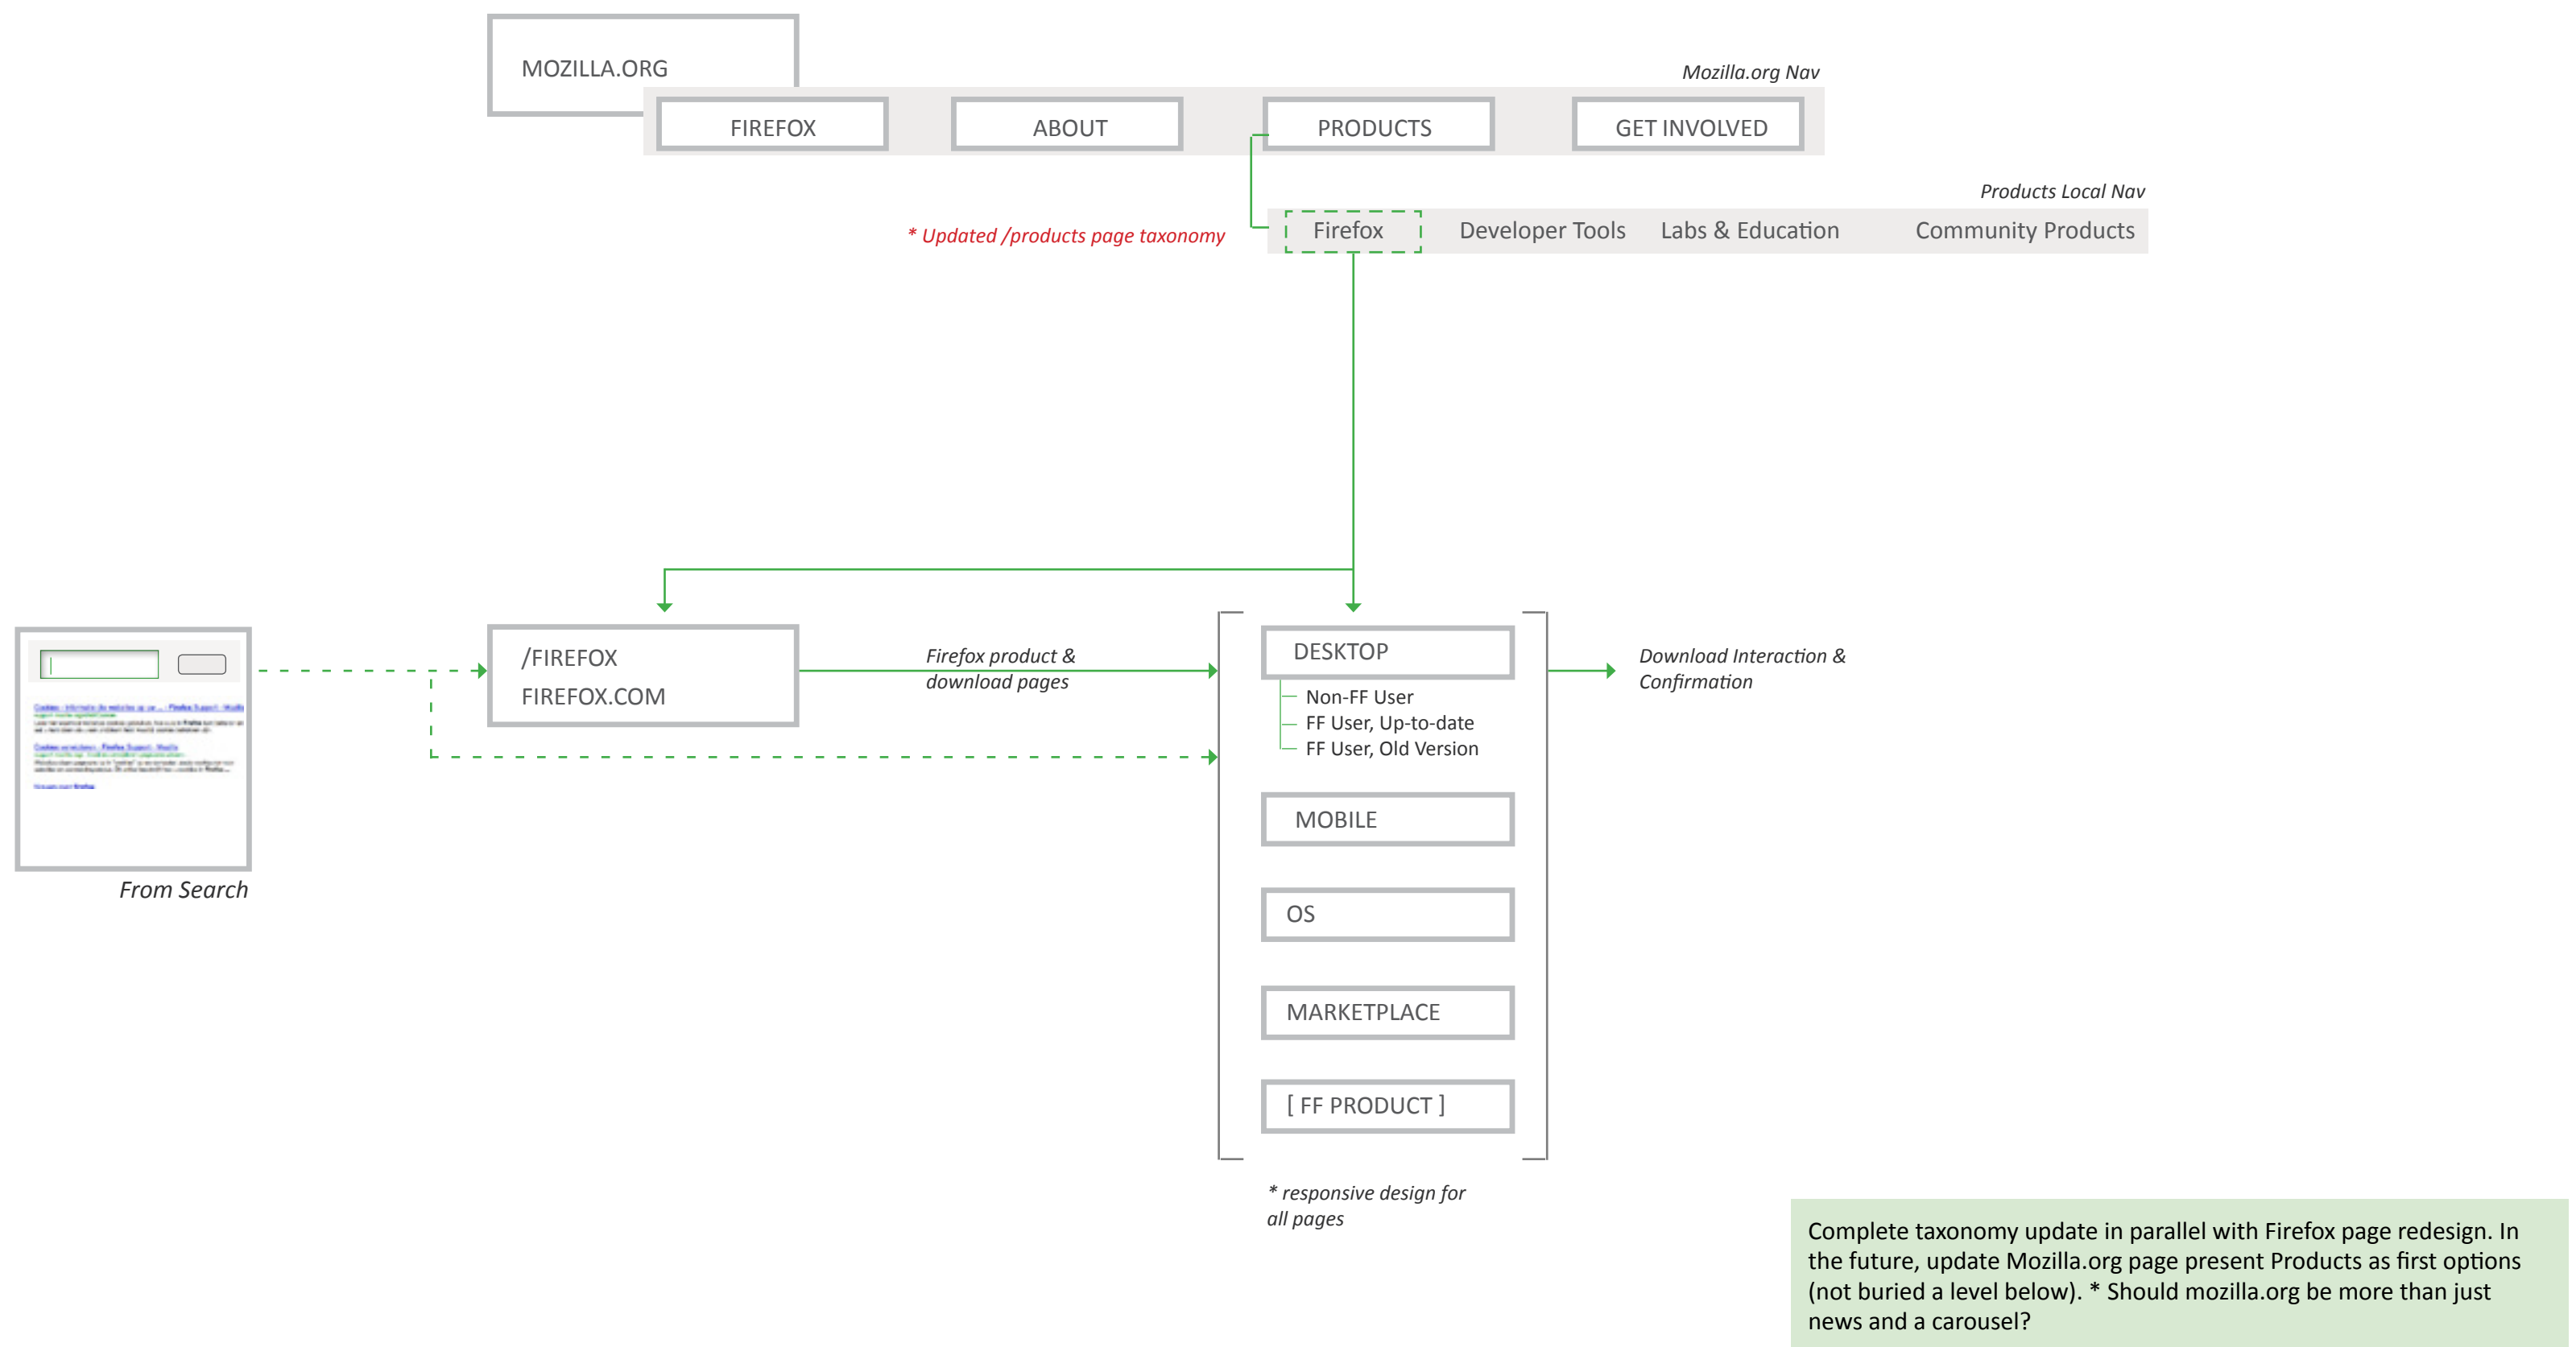 MOZILLA.ORG
Mozilla.org Nav
FIREFOX
ABOUT
PRODUCTS
GET INVOLVED
Products Local Nav
* Updated /products page taxonomy
Firefox
Developer Tools
Labs & Education
Community Products
/FIREFOX
FIREFOX.COM
Firefox product &
download pages
DESKTOP
Non-FF User
FF User, Up-to-date
FF User, Old Version
Download Interaction &
Confirmation
MOBILE
From Search
OS
MARKETPLACE
[ FF PRODUCT ]
* responsive design for
all pages
Complete taxonomy update in parallel with Firefox page redesign. In
the future, update Mozilla.org page present Products as first options
(not buried a level below). * Should mozilla.org be more than just
news and a carousel?